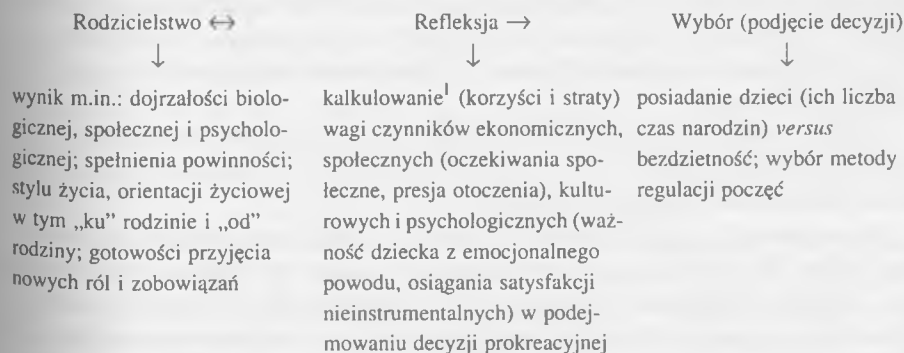 Rodzicielstwo ↔
↓
wynik m.in.: dojrzałości biolo-
gicznej, społecznej i psycholo-
gicznej; spełnienia powinności;
stylu życia, orientacji życiowej
w tym „ku” rodzinie i „od”
rodziny; gotowości przyjęcia
nowych ról i zobowiązań
Refleksja →
↓
kalkulowanie¹ (korzyści i straty)
wagi czynników ekonomicznych,
społecznych (oczekiwania spo-
łeczne, presja otoczenia), kultu-
rowych i psychologicznych (waż-
ność dziecka z emocjonalnego
powodu, osiągania satysfakcji
nieinstrumentalnych) w podej-
mowaniu decyzji prokreacyjnej
Wybór (podjęcie decyzji)
↓
posiadanie dzieci (ich liczba
czas narodzin) versus
bezdzietność; wybór metody
regulacji poczęć